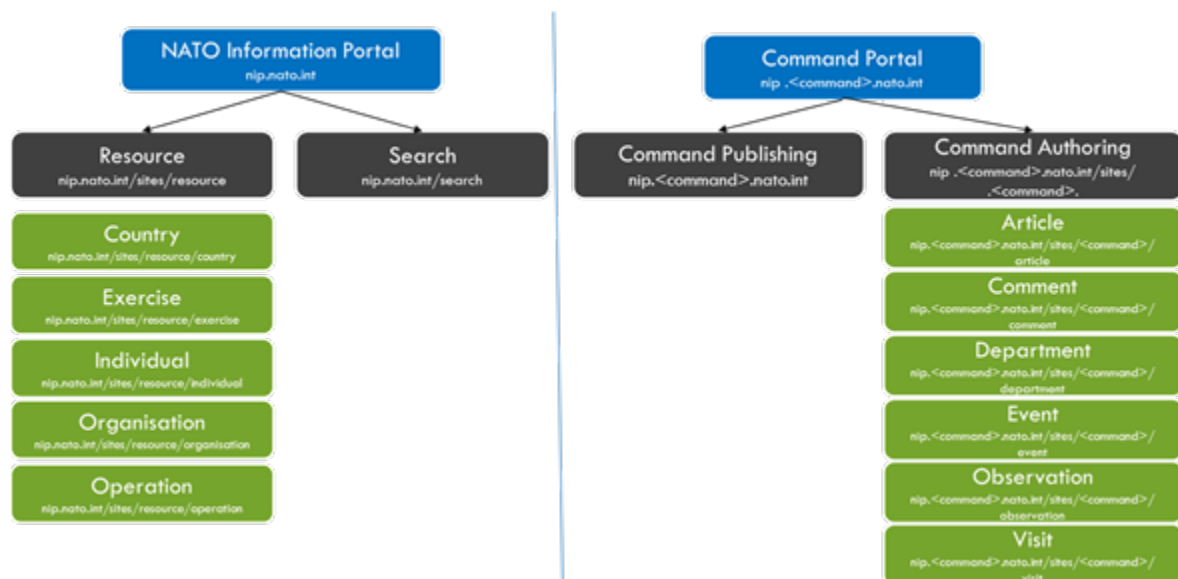 NATO Information Portal
nip.nato.int
Resource
nip.nato.int/sites/resource
Search
nip.nato.int/search
Country
nip.nato.int/sites/resource/country
Exercise
nip.nato.int/sites/resource/exercise
Individual
nip.nato.int/sites/resource/individual
Organisation
nip.nato.int/sites/resource/organisation
Operation
nip.nato.int/sites/resource/operation
Command Portal
nip .<command>.nato.int
Command Publishing
nip.<command>.nato.int
Command Authoring
nip .<command>.nato.int/sites/
.<command>.
Article
nip.<command>.nato.int/sites/<command>/
article
Comment
nip.<command>.nato.int/sites/<command>/
comment
Department
nip.<command>.nato.int/sites/<command>/
department
Event
nip.<command>.nato.int/sites/<command>/
event
Observation
nip.<command>.nato.int/sites/<command>/
observation
Visit
nip.<command>.nato.int/sites/<command>/
visit